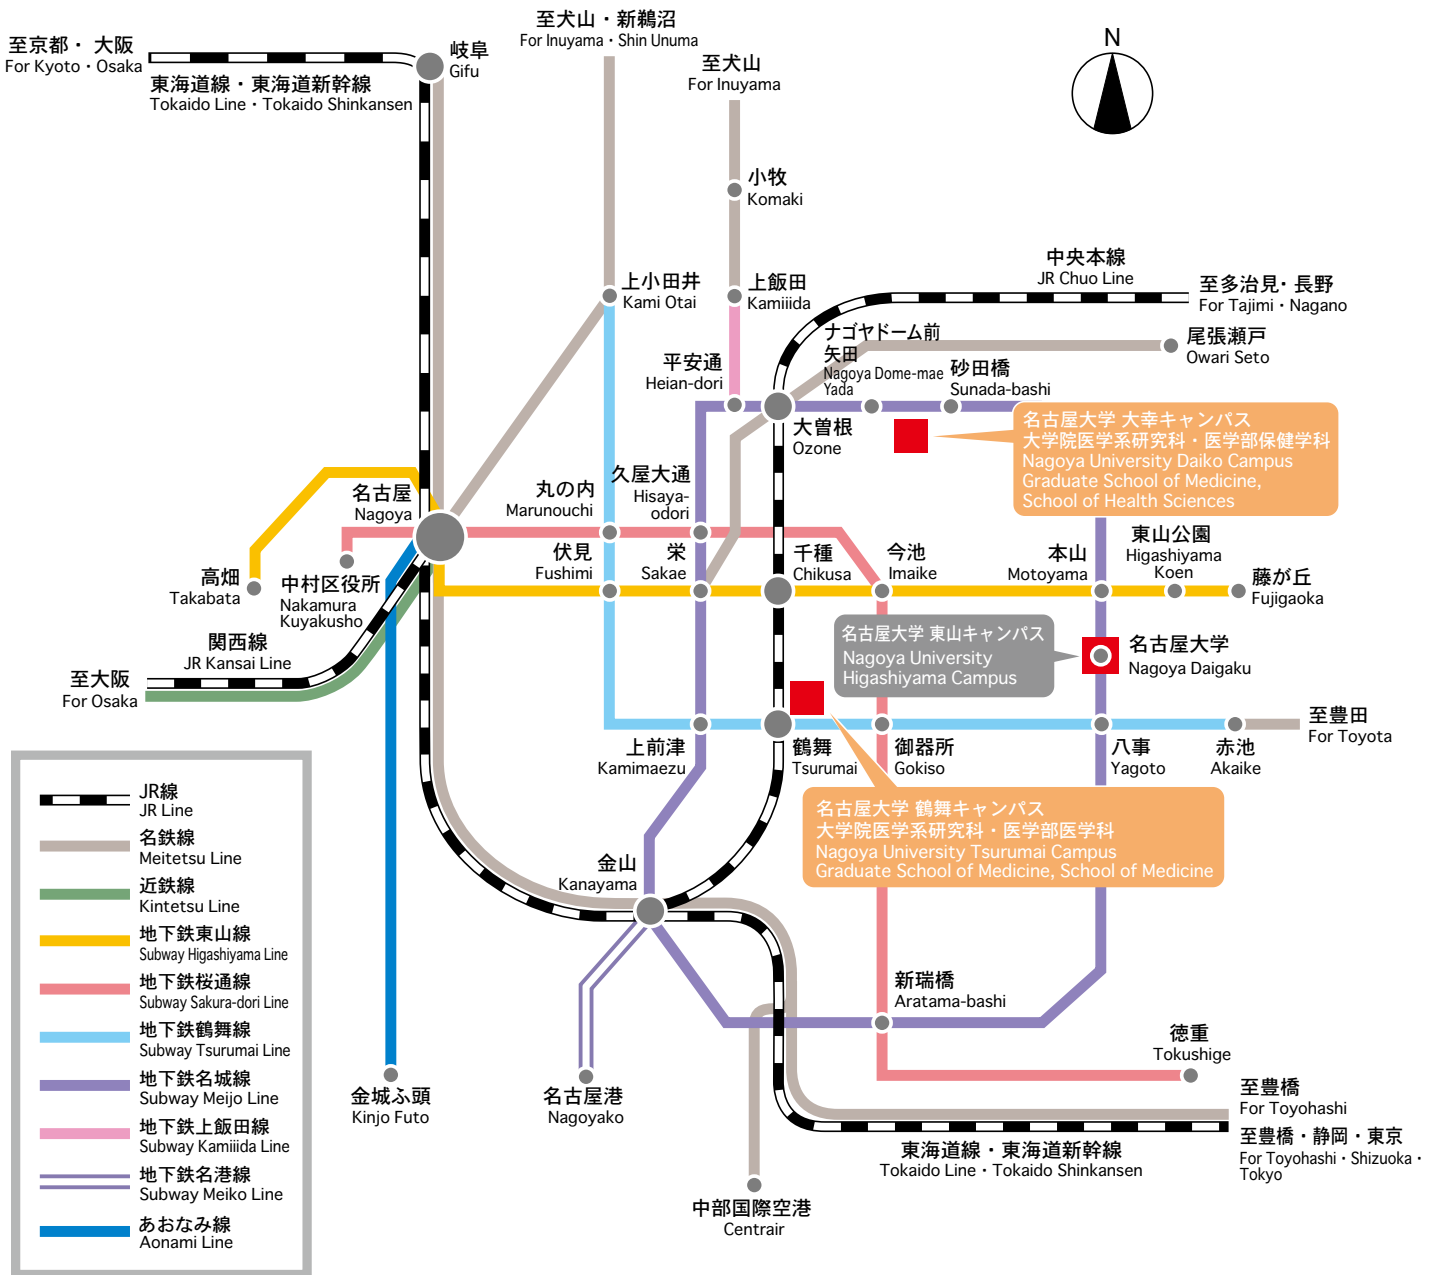 至京都・大阪
For Kyoto・Osaka
東海道線・東海道新幹線
Tokaido Line・Tokaido Shinkansen
岐阜
Gifu
至犬山・新鵜沼
For Inuyama・Shin Unuma
至犬山
For Inuyama
N
小牧
Komaki
上小田井
Kami Otai
上飯田
Kamiiida
中央本線
JR Chuo Line
至多治見・長野
For Tajimi・Nagano
ナゴヤドーム前
矢田
Nagoya Dome-mae
Yada
尾張瀬戸
Owari Seto
平安通
Heian-dori
砂田橋
Sunada-bashi
大曽根
Ozone
名古屋大学 大幸キャンパス
大学院医学系研究科・医学部保健学科
Nagoya University Daiko Campus
Graduate School of Medicine,
School of Health Sciences
名古屋
Nagoya
丸の内
Marunouchi
久屋大通
Hisaya-
odori
高畑
Takabata
中村区役所
Nakamura
Kuyakusho
伏見
Fushimi
栄
Sakae
千種
Chikusa
今池
Imaike
本山
Motoyama
東山公園
Higashiyama
Koen
藤が丘
Fujigaoka
関西線
JR Kansai Line
至大阪
For Osaka
名古屋大学 東山キャンパス
Nagoya University
Higashiyama Campus
名古屋大学
Nagoya Daigaku
上前津
Kamimaezu
鶴舞
Tsurumai
御器所
Gokiso
八事
Yagoto
赤池
Akaike
至豊田
For Toyota
名古屋大学 鶴舞キャンパス
大学院医学系研究科・医学部医学科
Nagoya University Tsurumai Campus
Graduate School of Medicine, School of Medicine
金山
Kanayama
新瑞橋
Aratama-bashi
徳重
Tokushige
金城ふ頭
Kinjo Futo
名古屋港
Nagoyako
至豊橋
For Toyohashi
至豊橋・静岡・東京
For Toyohashi・Shizuoka・
Tokyo
東海道線・東海道新幹線
Tokaido Line・Tokaido Shinkansen
中部国際空港
Centrair
JR線
JR Line
名鉄線
Meitetsu Line
近鉄線
Kintetsu Line
地下鉄東山線
Subway Higashiyama Line
地下鉄桜通線
Subway Sakura-dori Line
地下鉄鶴舞線
Subway Tsurumai Line
地下鉄名城線
Subway Meijo Line
地下鉄上飯田線
Subway Kamiiida Line
地下鉄名港線
Subway Meiko Line
あおなみ線
Aonami Line